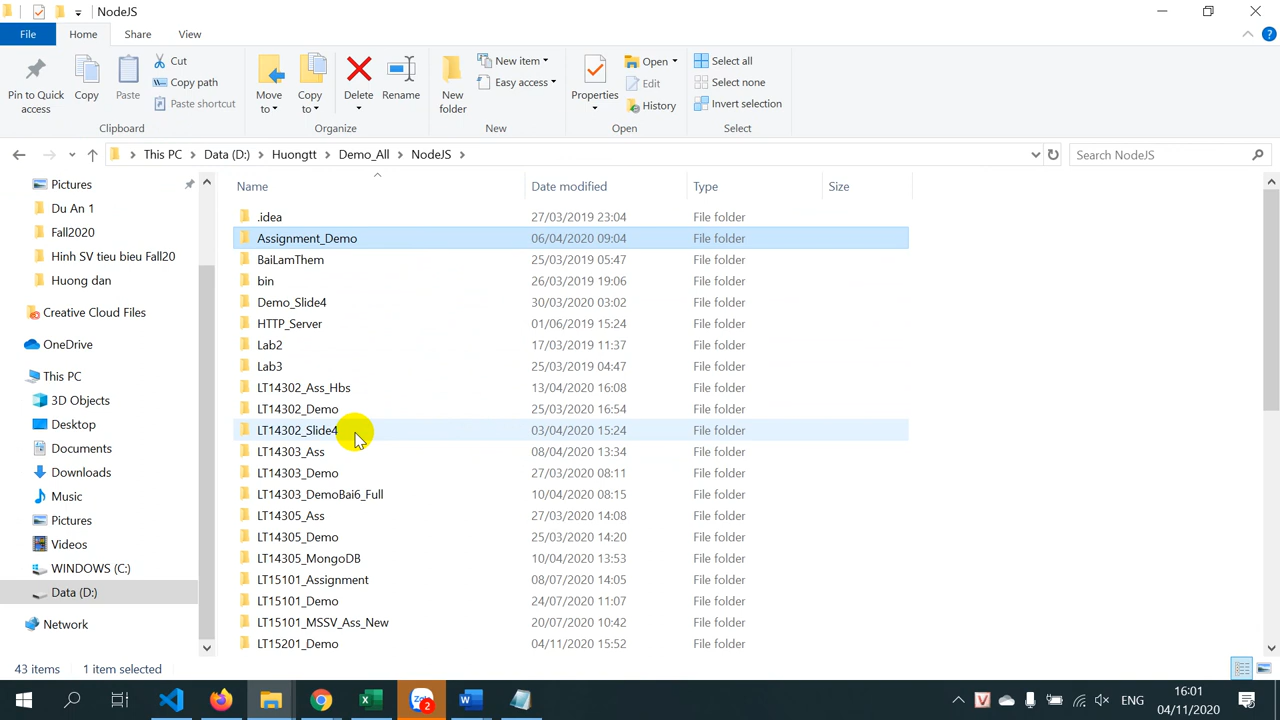 NodeJS
File Home Share View
Pin to Quick access
Copy
Paste
Cut
Copy path
Paste shortcut
Clipboard
Move to
Copy to
Delete
Rename
Organize
New folder
New item
Easy access
New
Properties
Open
Edit
History
Open
Select all
Select none
Invert selection
Select
This PC Data (D:) Huongtt Demo_All NodeJS
Search NodeJS
Pictures
Du An 1
Fall2020
Hinh SV tieu bieu Fall20
Huong dan
Creative Cloud Files
OneDrive
This PC
3D Objects
Desktop
Documents
Downloads
Music
Pictures
Videos
WINDOWS (C:)
Data (D:)
Network
Name Date modified Type Size
.idea 27/03/2019 23:04 File folder
Assignment_Demo 06/04/2020 09:04 File folder
BaiLamThem 25/03/2019 05:47 File folder
bin 26/03/2019 19:06 File folder
Demo_Slide4 30/03/2020 03:02 File folder
HTTP_Server 01/06/2019 15:24 File folder
Lab2 17/03/2019 11:37 File folder
Lab3 25/03/2019 04:47 File folder
LT14302_Ass_Hbs 13/04/2020 16:08 File folder
LT14302_Demo 25/03/2020 16:54 File folder
LT14302_Slide4 03/04/2020 15:24 File folder
LT14303_Ass 08/04/2020 13:34 File folder
LT14303_Demo 27/03/2020 08:11 File folder
LT14303_DemoBai6_Full 10/04/2020 08:15 File folder
LT14305_Ass 27/03/2020 14:08 File folder
LT14305_Demo 25/03/2020 14:20 File folder
LT14305_MongoDB 10/04/2020 13:53 File folder
LT15101_Assignment 08/07/2020 14:05 File folder
LT15101_Demo 24/07/2020 11:07 File folder
LT15101_MSSV_Ass_New 20/07/2020 10:42 File folder
LT15201_Demo 04/11/2020 15:52 File folder
43 items 1 item selected
2
ENG
16:01
04/11/2020